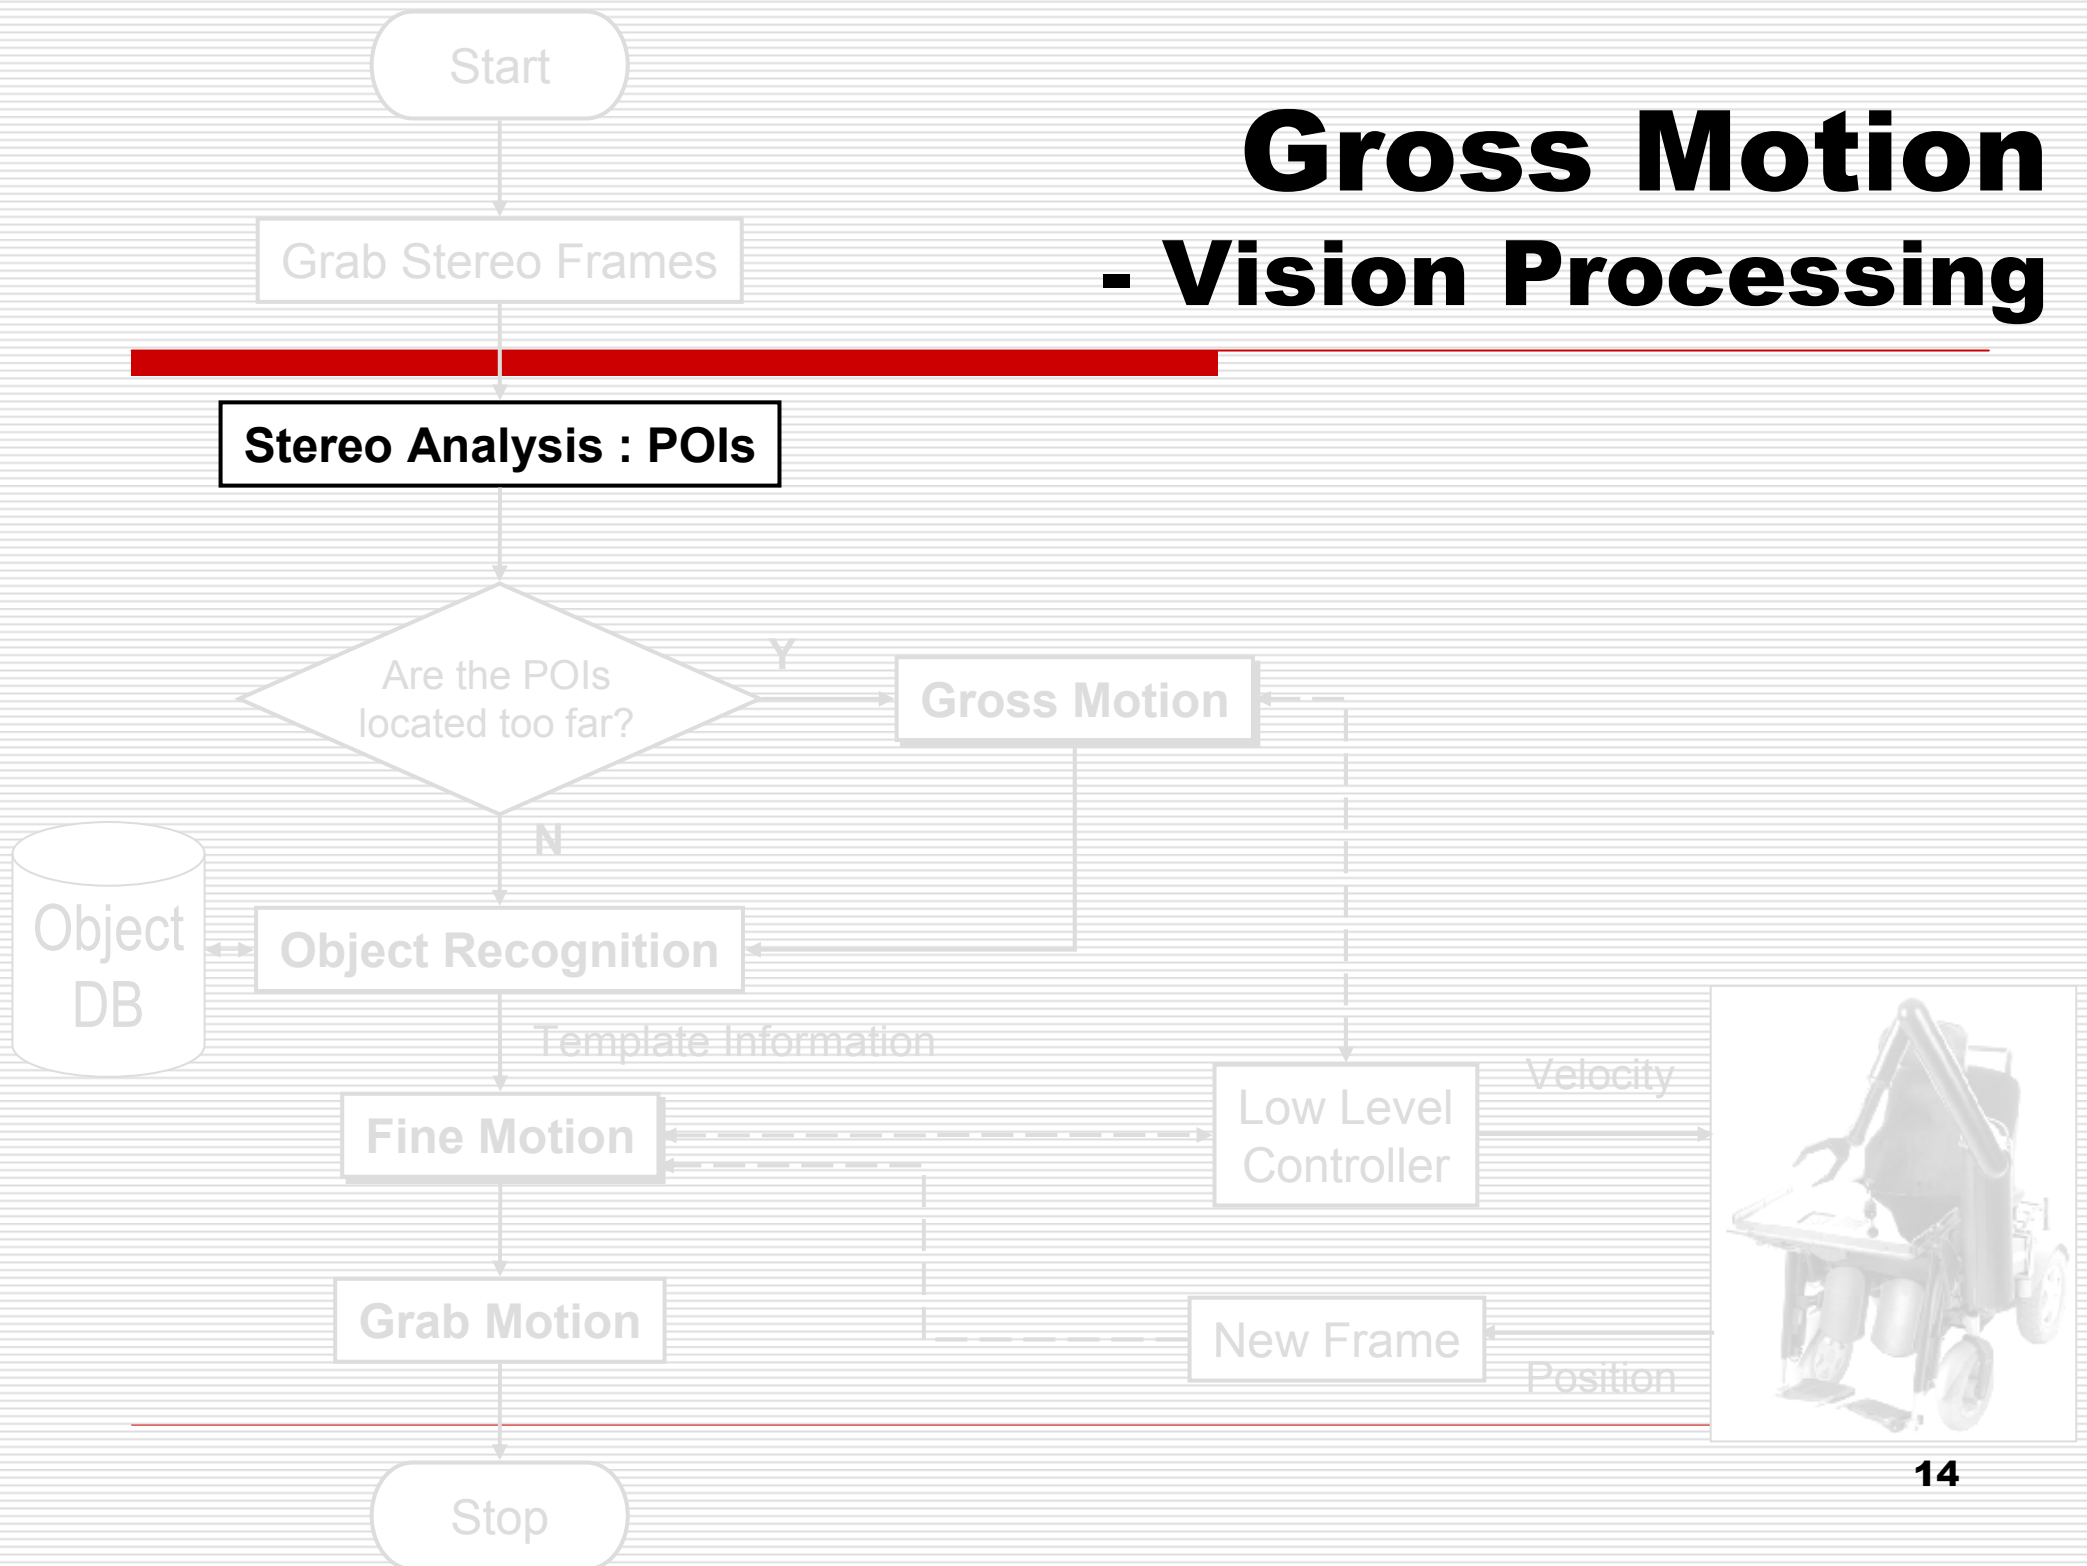 Start
Gross Motion
- Vision Processing
Grab Stereo Frames
Stereo Analysis : POIs
Are the POIs
located too far?
Y
Gross Motion
N
Object
DB
Object Recognition
Template Information
Fine Motion
Low Level
Controller
Velocity
Grab Motion
New Frame
Position
14
Stop